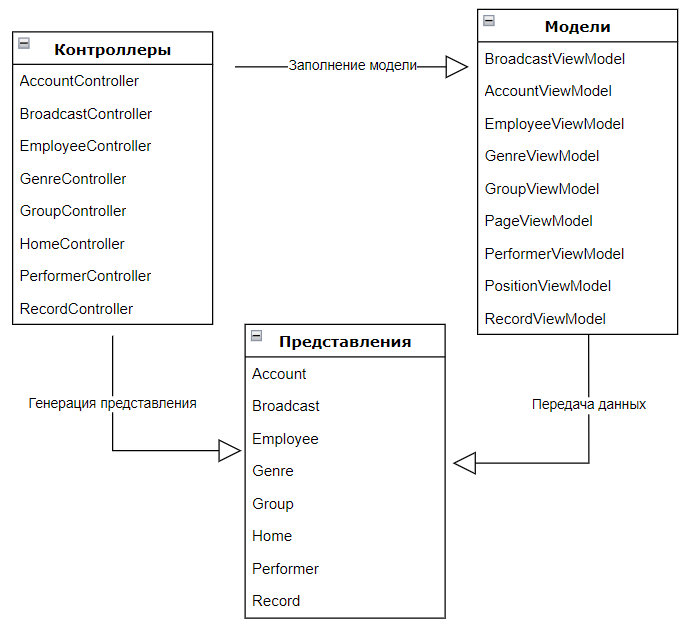 Контроллеры
AccountController
BroadcastController
EmployeeController
GenreController
GroupController
HomeController
PerformerController
RecordController
Заполнение модели
Модели
BroadcastViewModel
AccountViewModel
EmployeeViewModel
GenreViewModel
GroupViewModel
PageViewModel
PerformerViewModel
PositionViewModel
RecordViewModel
Генерация представления
Передача данных
Представления
Account
Broadcast
Employee
Genre
Group
Home
Performer
Record